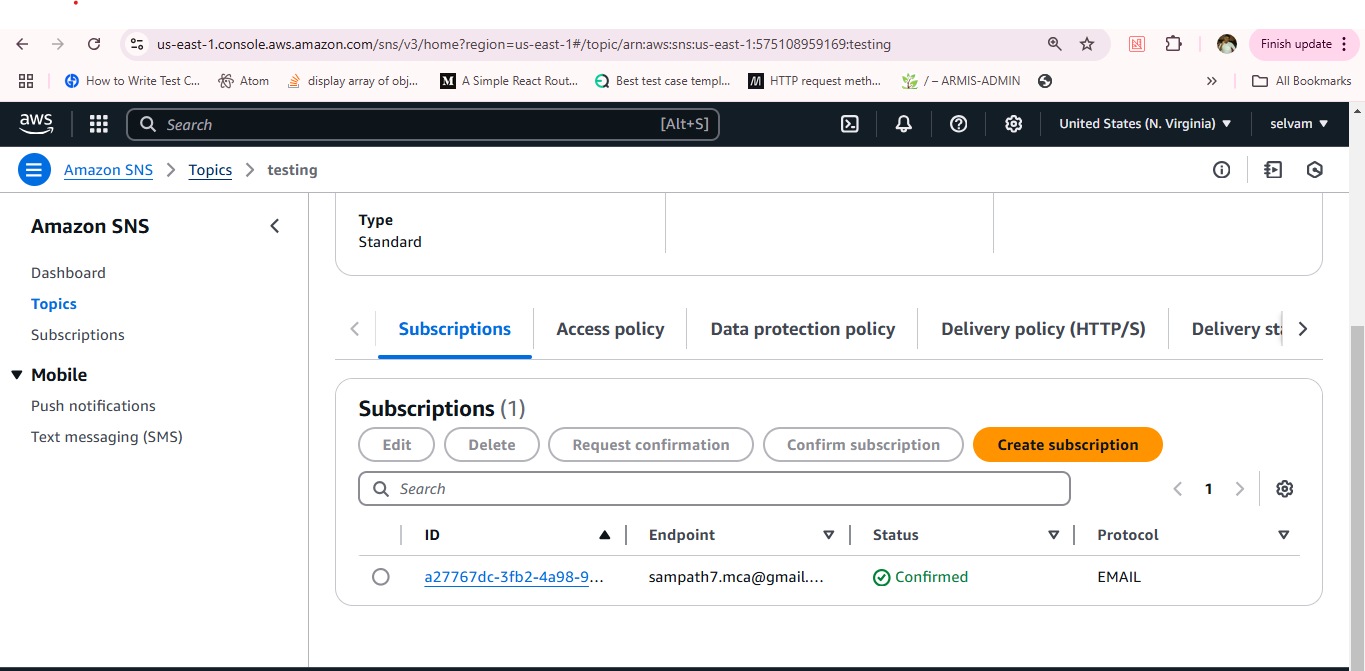 us-east-1.console.aws.amazon.com/sns/v3/home?region=us-east-1#/topic/arn:aws:sns:us-east-1:575108959169:testing
Finish update
How to Write Test C... Atom display array of obj... A Simple React Rout... Best test case templ... HTTP request meth... / – ARMIS-ADMIN » All Bookmarks
aws Search [Alt+S] United States (N. Virginia) selvam
Amazon SNS Topics testing
Amazon SNS
Dashboard
Topics
Subscriptions
Mobile
Push notifications
Text messaging (SMS)
Type
Standard
Subscriptions Access policy Data protection policy Delivery policy (HTTP/S) Delivery sta
Subscriptions (1)
Edit Delete Request confirmation Confirm subscription Create subscription
Search 1
ID Endpoint Status Protocol
a27767dc-3fb2-4a98-9... sampath7.mca@gmail.... Confirmed EMAIL